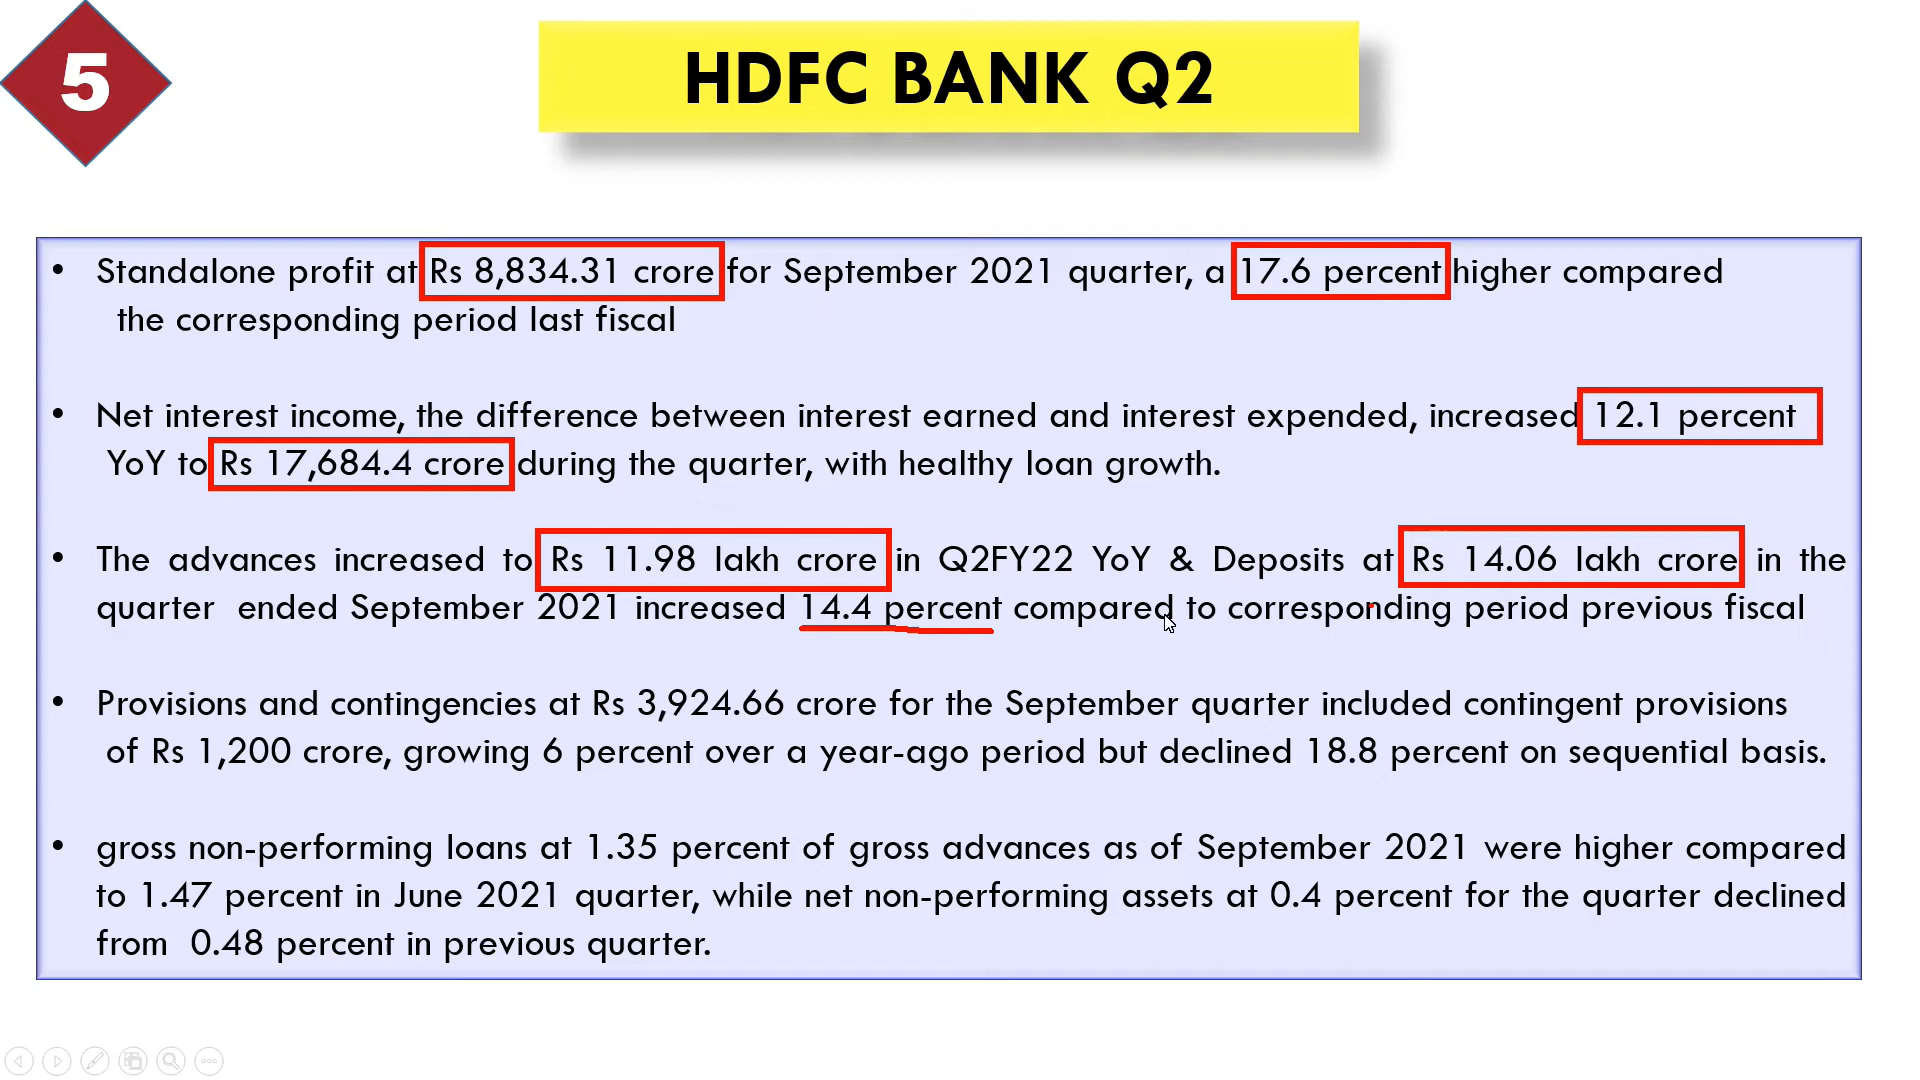 5
HDFC BANK Q2
• Standalone profit at Rs 8,834.31 crore for September 2021 quarter, a 17.6 percent higher compared
the corresponding period last fiscal
• Net interest income, the difference between interest earned and interest expended, increased 12.1 percent
YoY to Rs 17,684.4 crore during the quarter, with healthy loan growth.
• The advances increased to Rs 11.98 lakh crore in Q2FY22 YoY & Deposits at Rs 14.06 lakh crore in the
quarter ended September 2021 increased 14.4 percent compared to corresponding period previous fiscal
• Provisions and contingencies at Rs 3,924.66 crore for the September quarter included contingent provisions
of Rs 1,200 crore, growing 6 percent over a year-ago period but declined 18.8 percent on sequential basis.
• gross non-performing loans at 1.35 percent of gross advances as of September 2021 were higher compared
to 1.47 percent in June 2021 quarter, while net non-performing assets at 0.4 percent for the quarter declined
from 0.48 percent in previous quarter.